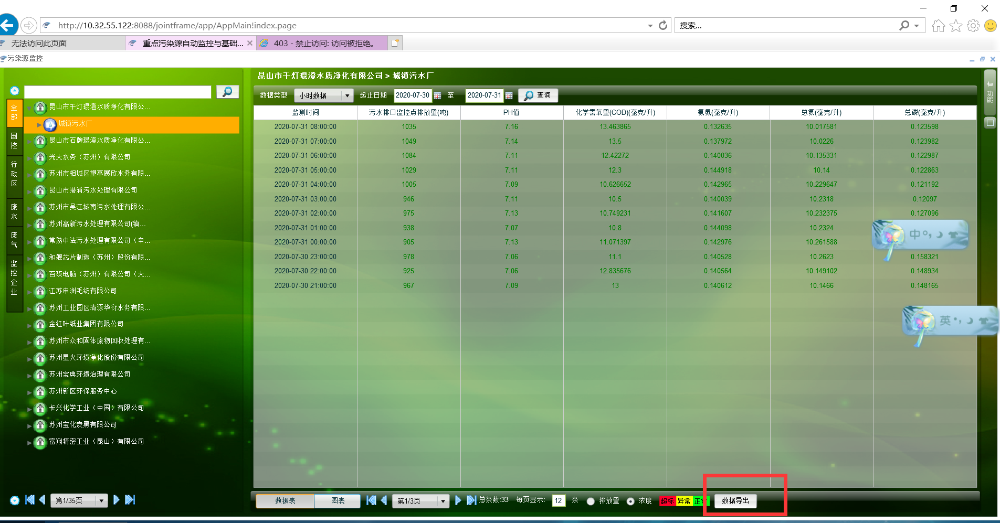 http://10.32.55.122:8088/jointframe/app/AppMain!index.page
搜索...
无法访问此页面
重点污染源自动监控与基础...
403 - 禁止访问: 访问被拒绝。
污染源监控
昆山市千灯琨澄水质净化有限公司 > 城镇污水厂
数据类型 小时数据 起止日期 2020-07-30 至 2020-07-31 查询
全部
国控
行政区
废水
废气
监控企业
昆山市千灯琨澄水质净化有限公...
城镇污水厂
昆山市石牌琨澄水质净化有限公...
光大水务（苏州）有限公司
苏州市相城区望亭展欣水务有限...
昆山市港浦污水处理有限公司
苏州市吴江城南污水处理有限公...
苏州高新污水处理有限公司(镇...
常熟中法污水处理有限公司（辛...
和舰芯片制造（苏州）股份有限...
百硕电脑（苏州）有限公司（大...
江苏申洲毛纺有限公司
苏州工业园区清源华衍水务有限...
金红叶纸业集团有限公司
苏州市众和固体废物回收处理有...
苏州星火环境净化股份有限公司
苏州宝典环境治理有限公司
苏州新区环保服务中心
长兴化学工业（中国）有限公司
苏州宝化炭黑有限公司
富翔精密工业（昆山）有限公司
第1/35页
监测时间 污水排口监控点排放量(吨) PH值 化学需氧量(COD)(毫克/升) 氨氮(毫克/升) 总氮(毫克/升) 总磷(毫克/升)
2020-07-31 08:00:00 1035 7.16 13.463865 0.132635 10.017581 0.123598
2020-07-31 07:00:00 1049 7.14 13.5 0.137972 10.0226 0.123982
2020-07-31 06:00:00 1084 7.11 12.42272 0.140036 10.135331 0.122987
2020-07-31 05:00:00 1029 7.11 12.3 0.144918 10.14 0.122863
2020-07-31 04:00:00 1005 7.09 10.626652 0.142965 10.229647 0.121192
2020-07-31 03:00:00 946 7.11 10.5 0.140039 10.2318 0.12097
2020-07-31 02:00:00 975 7.13 10.749231 0.141607 10.232375 0.127096
2020-07-31 01:00:00 938 7.07 10.8 0.144098 10.2324
2020-07-31 00:00:00 905 7.13 11.071397 0.142976 10.261588
2020-07-30 23:00:00 978 7.06 11.1 0.140528 10.2623 0.158321
2020-07-30 22:00:00 925 7.06 12.835676 0.140564 10.149102 0.148934
2020-07-30 21:00:00 967 7.09 13 0.140612 10.1466 0.148165
功能
中
英
数据表 图表 第1/3页 总条数:33 每页显示: 12 条 排放量 浓度 超标 异常 正常 数据导出